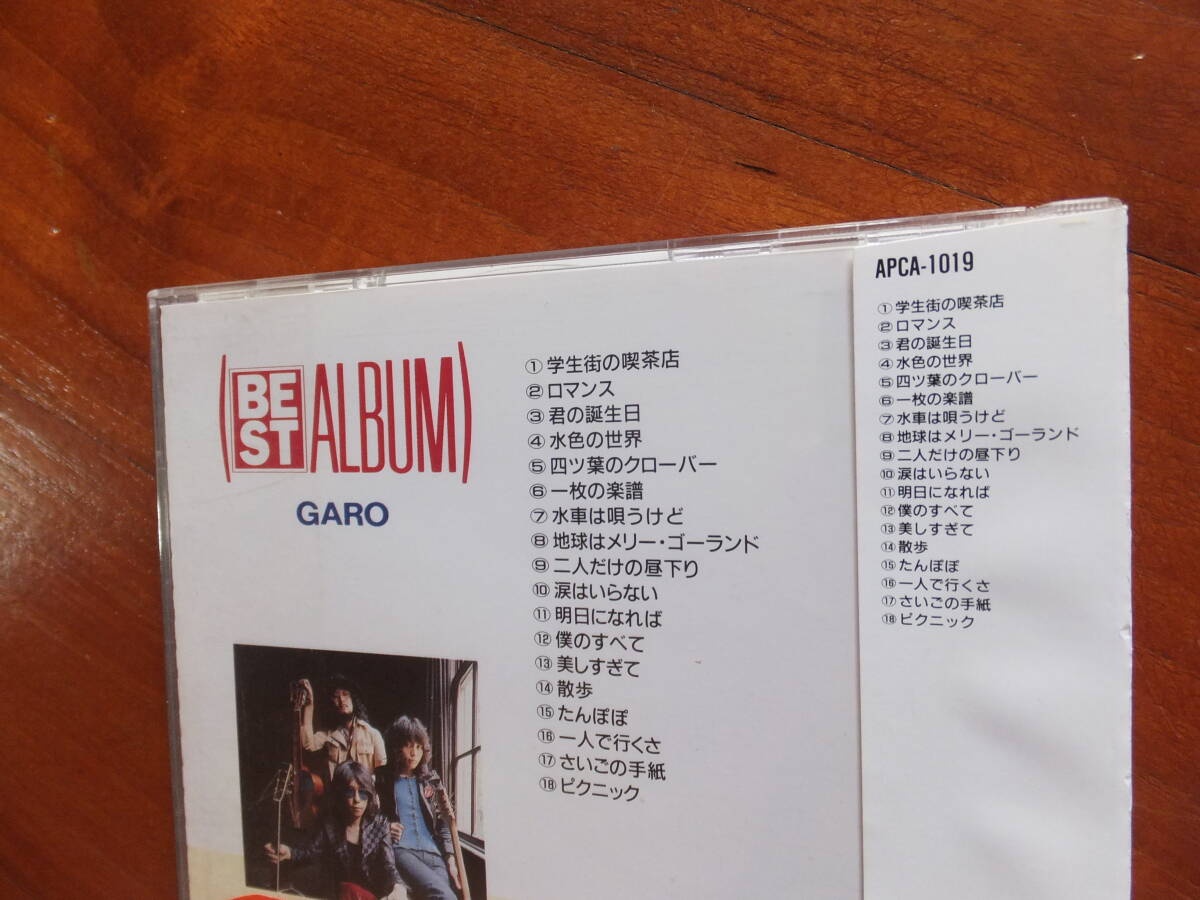 (BEST ALBUM)
GARO
① 学生街の喫茶店
② ロマンス
③ 君の誕生日
④ 水色の世界
⑤ 四ツ葉のクローバー
⑥ 一枚の楽譜
⑦ 水車は唄うけど
⑧ 地球はメリー・ゴーランド
⑨ 二人だけの昼下り
⑩ 涙はいらない
⑪ 明日になれば
⑫ 僕のすべて
⑬ 美しすぎて
⑭ 散歩
⑮ たんぽぽ
⑯ 一人で行くさ
⑰ さいごの手紙
⑱ ピクニック
APCA-1019
① 学生街の喫茶店
② ロマンス
③ 君の誕生日
④ 水色の世界
⑤ 四ツ葉のクローバー
⑥ 一枚の楽譜
⑦ 水車は唄うけど
⑧ 地球はメリー・ゴーランド
⑨ 二人だけの昼下り
⑩ 涙はいらない
⑪ 明日になれば
⑫ 僕のすべて
⑬ 美しすぎて
⑭ 散歩
⑮ たんぽぽ
⑯ 一人で行くさ
⑰ さいごの手紙
⑱ ピクニック